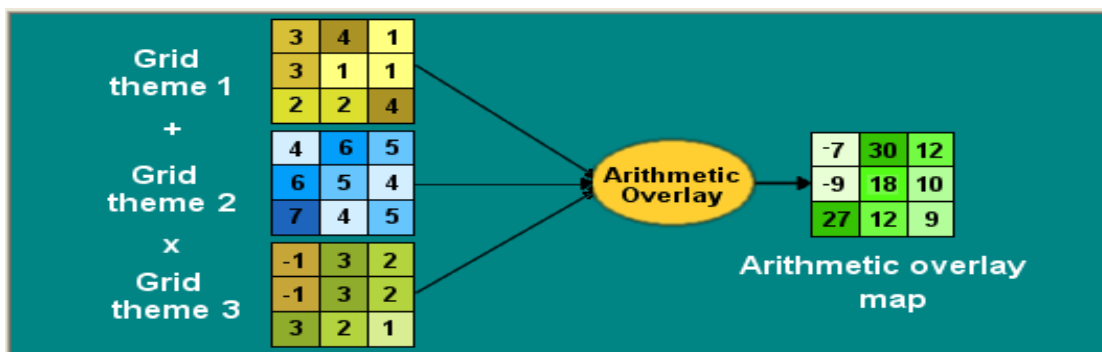 Grid
theme 1
+
Grid
theme 2
x
Grid
theme 3
3 4 1
3 1 1
2 2 4
4 6 5
6 5 4
7 4 5
-1 3 2
-1 3 2
3 2 1
Arithmetic
Overlay
-7 30 12
-9 18 10
27 12 9
Arithmetic overlay
map